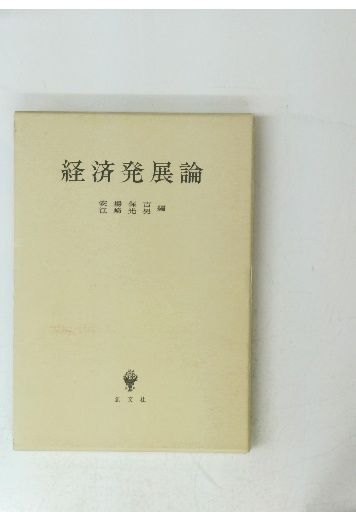 経済発展論
安場保吉
江崎光男 編
創文社